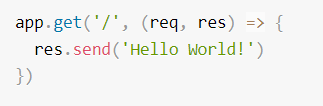 app.get('/', (req, res) => {
  res.send('Hello World!')
})